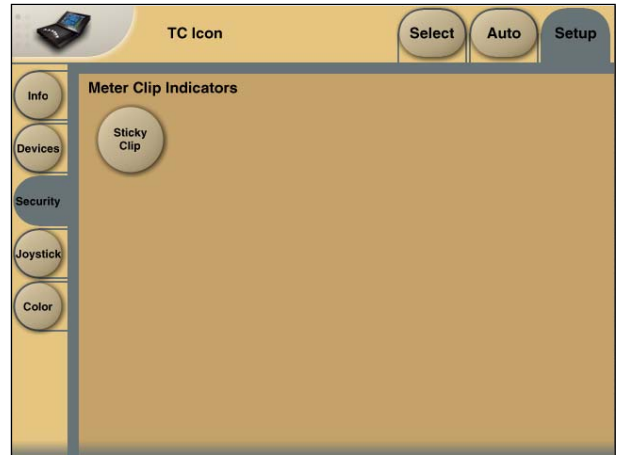 TC Icon
Select
Auto
Setup
Info
Meter Clip Indicators
Sticky
Clip
Devices
Security
Joystick
Color